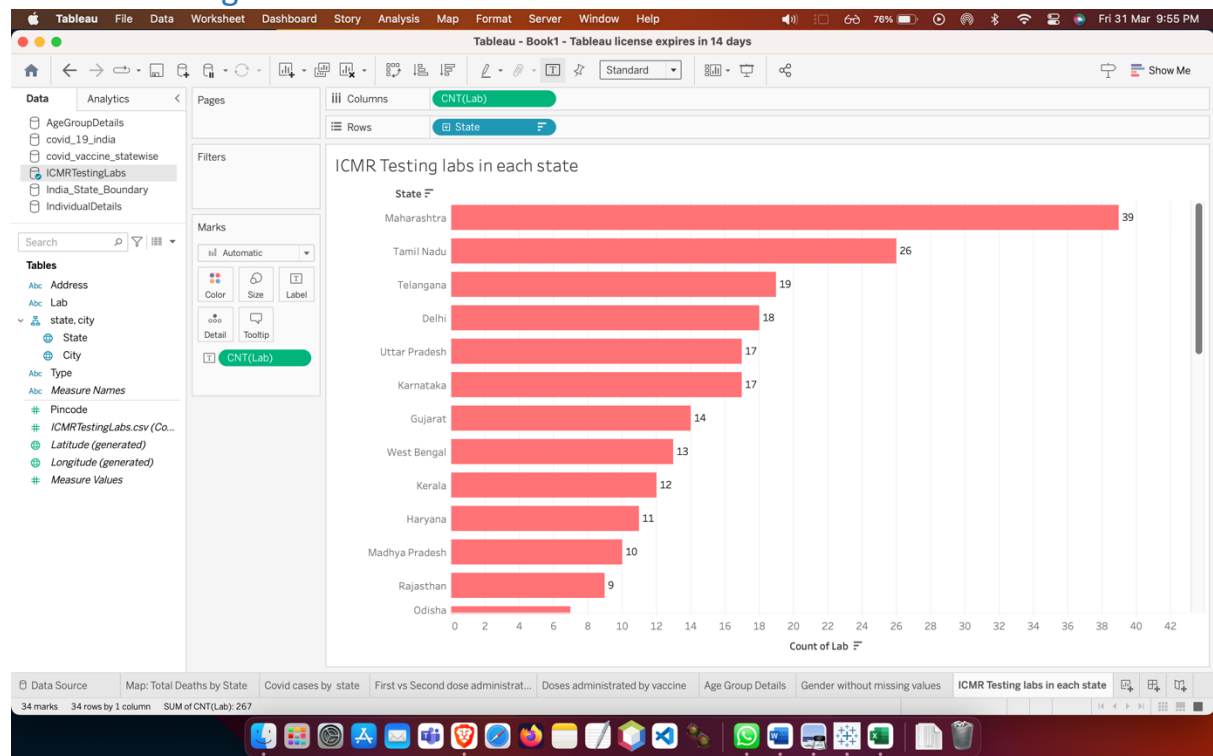 Tableau File Data Worksheet Dashboard Story Analysis Map Format Server Window Help 76% Fri 31 Mar 9:55 PM
Tableau - Book1 - Tableau license expires in 14 days
Standard Show Me
Data Analytics
AgeGroupDetails
covid_19_india
covid_vaccine_statewise
ICMRTestingLabs
India_State_Boundary
IndividualDetails
Search
Tables
Abc Address
Abc Lab
state, city
State
City
Abc Type
Abc Measure Names
# Pincode
# ICMRTestingLabs.csv (Co...
Latitude (generated)
Longitude (generated)
# Measure Values
Pages
Filters
Marks
Automatic
Color Size Label
Detail Tooltip
CNT(Lab)
Columns CNT(Lab)
Rows State
ICMR Testing labs in each state
State
Maharashtra 39
Tamil Nadu 26
Telangana 19
Delhi 18
Uttar Pradesh 17
Karnataka 17
Gujarat 14
West Bengal 13
Kerala 12
Haryana 11
Madhya Pradesh 10
Rajasthan 9
Odisha
0 2 4 6 8 10 12 14 16 18 20 22 24 26 28 30 32 34 36 38 40 42
Count of Lab
Data Source Map: Total Deaths by State Covid cases by state First vs Second dose administrat... Doses administrated by vaccine Age Group Details Gender without missing values ICMR Testing labs in each state
34 marks 34 rows by 1 column SUM of CNT(Lab): 267